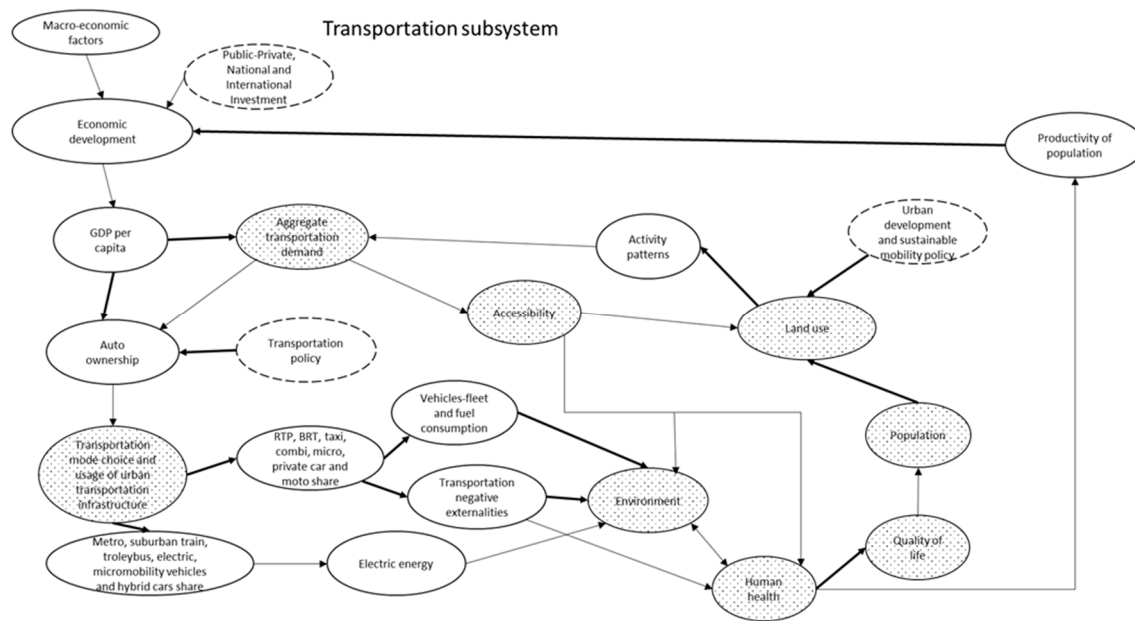 Transportation subsystem
Macro-economic
factors
Public-Private,
National and
International
Investment
Economic
development
Productivity of
population
GDP per
capita
Aggregate
transportation
demand
Activity
patterns
Urban
development
and sustainable
mobility policy
Accessibility
Land use
Auto
ownership
Transportation
policy
Vehicles-fleet
and fuel
consumption
Population
Transportation
mode choice and
usage of urban
transportation
infrastructure
RTP, BRT, taxi,
combi, micro,
private car and
moto share
Transportation
negative
externalities
Environment
Quality of
life
Metro, suburban train,
troleybus, electric,
micromobility vehicles
and hybrid cars share
Electric energy
Human
health